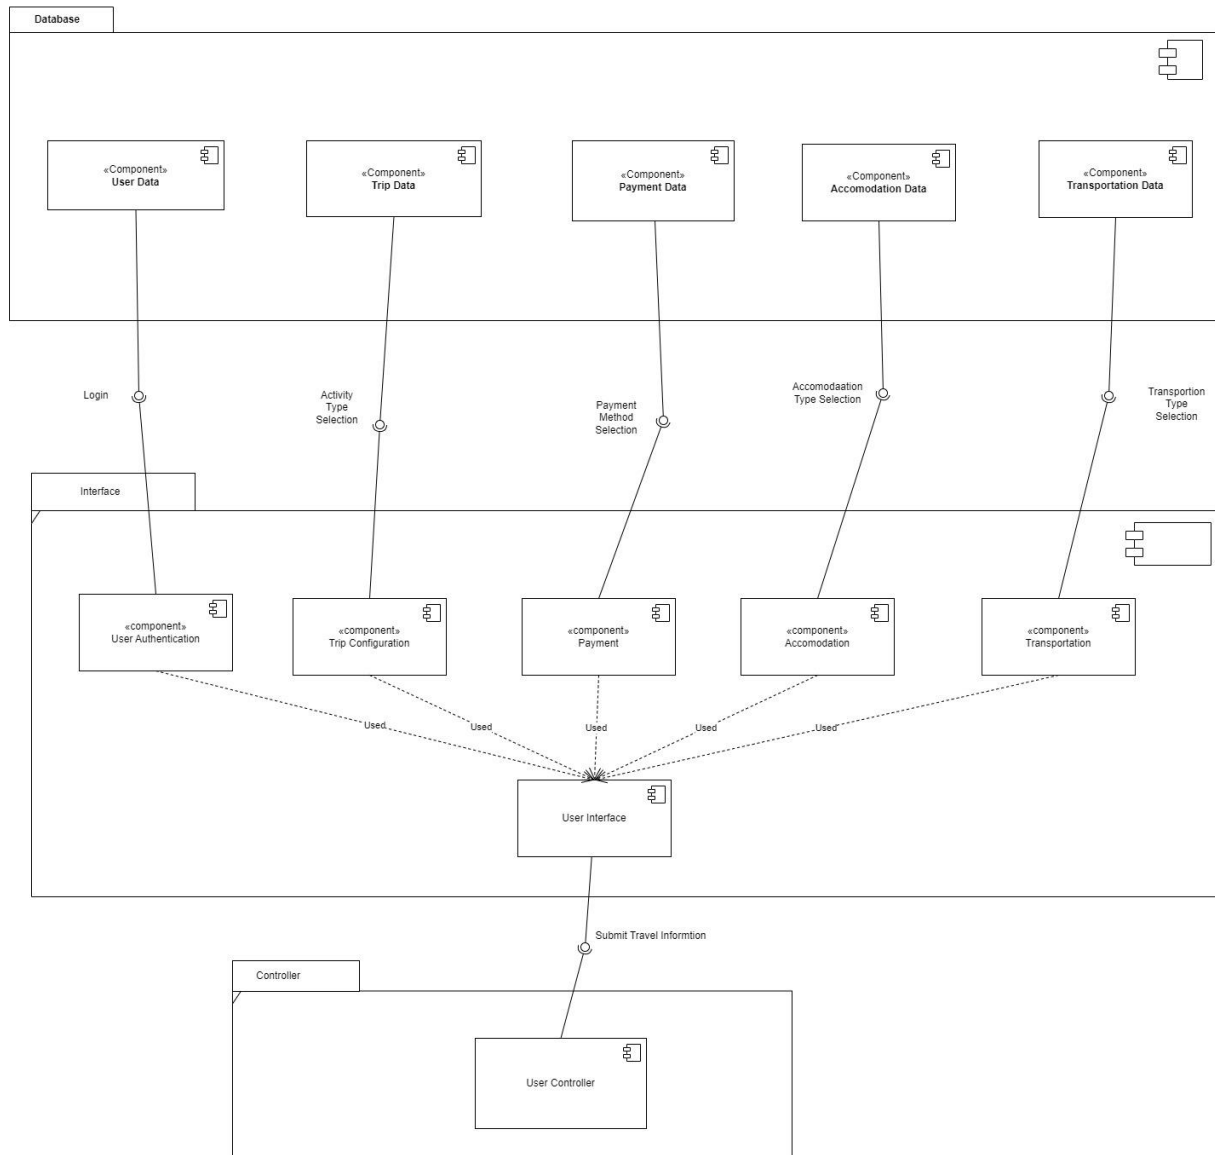 Database
«Component»
User Data
«Component»
Trip Data
«Component»
Payment Data
«Component»
Accomodation Data
«Component»
Transportation Data
Login
Activity
Type
Selection
Payment
Method
Selection
Accomodaation
Type Selection
Transportion
Type
Selection
Interface
«component»
User Authentication
«component»
Trip Configuration
«component»
Payment
«component»
Accomodation
«component»
Transportation
Used
Used
Used
Used
Used
User Interface
Submit Travel Informtion
Controller
User Controller